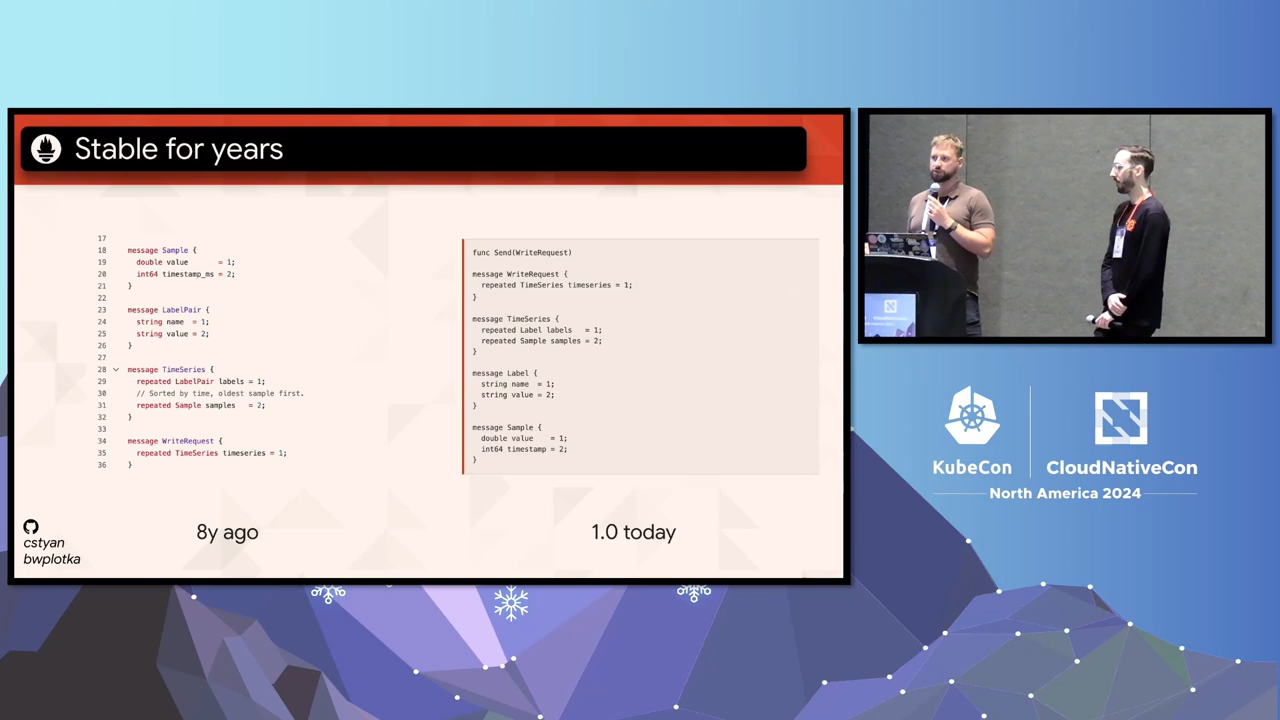 Stable for years
17
18 message Sample {
19 double value = 1;
20 int64 timestamp_ms = 2;
21 }
22
23 message LabelPair {
24 string name = 1;
25 string value = 2;
26 }
27
28 message TimeSeries {
29 repeated LabelPair labels = 1;
30 // Sorted by time, oldest sample first.
31 repeated Sample samples = 2;
32 }
33
34 message WriteRequest {
35 repeated TimeSeries timeseries = 1;
36 }
8y ago
func Send(WriteRequest)
message WriteRequest {
repeated TimeSeries timeseries = 1;
}
message TimeSeries {
repeated Label labels = 1;
repeated Sample samples = 2;
}
message Label {
string name = 1;
string value = 2;
}
message Sample {
double value = 1;
int64 timestamp = 2;
}
1.0 today
cstyan
bwplotka
KubeCon
CloudNativeCon
North America 2024